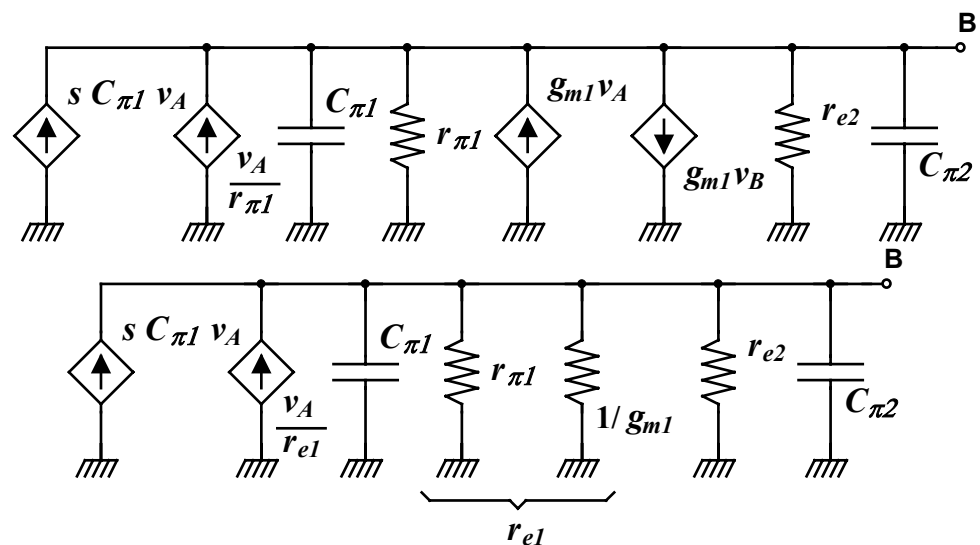 B
s Cπ1 vA
vA
rπ1
Cπ1
rπ1
gm1vA
gm1vB
re2
Cπ2
B
s Cπ1 vA
vA
re1
Cπ1
rπ1
1/ gm1
re2
Cπ2
re1